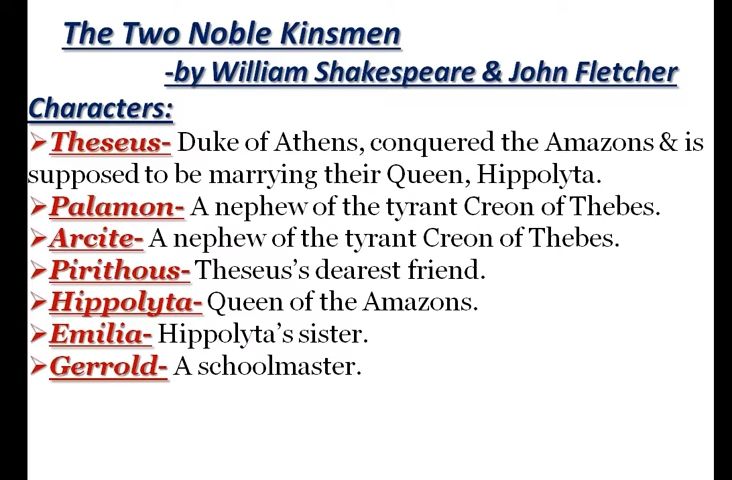 The Two Noble Kinsmen
-by William Shakespeare & John Fletcher
Characters:
Theseus- Duke of Athens, conquered the Amazons & is
supposed to be marrying their Queen, Hippolyta.
Palamon- A nephew of the tyrant Creon of Thebes.
Arcite- A nephew of the tyrant Creon of Thebes.
Pirithous- Theseus’s dearest friend.
Hippolyta- Queen of the Amazons.
Emilia- Hippolyta’s sister.
Gerrold- A schoolmaster.